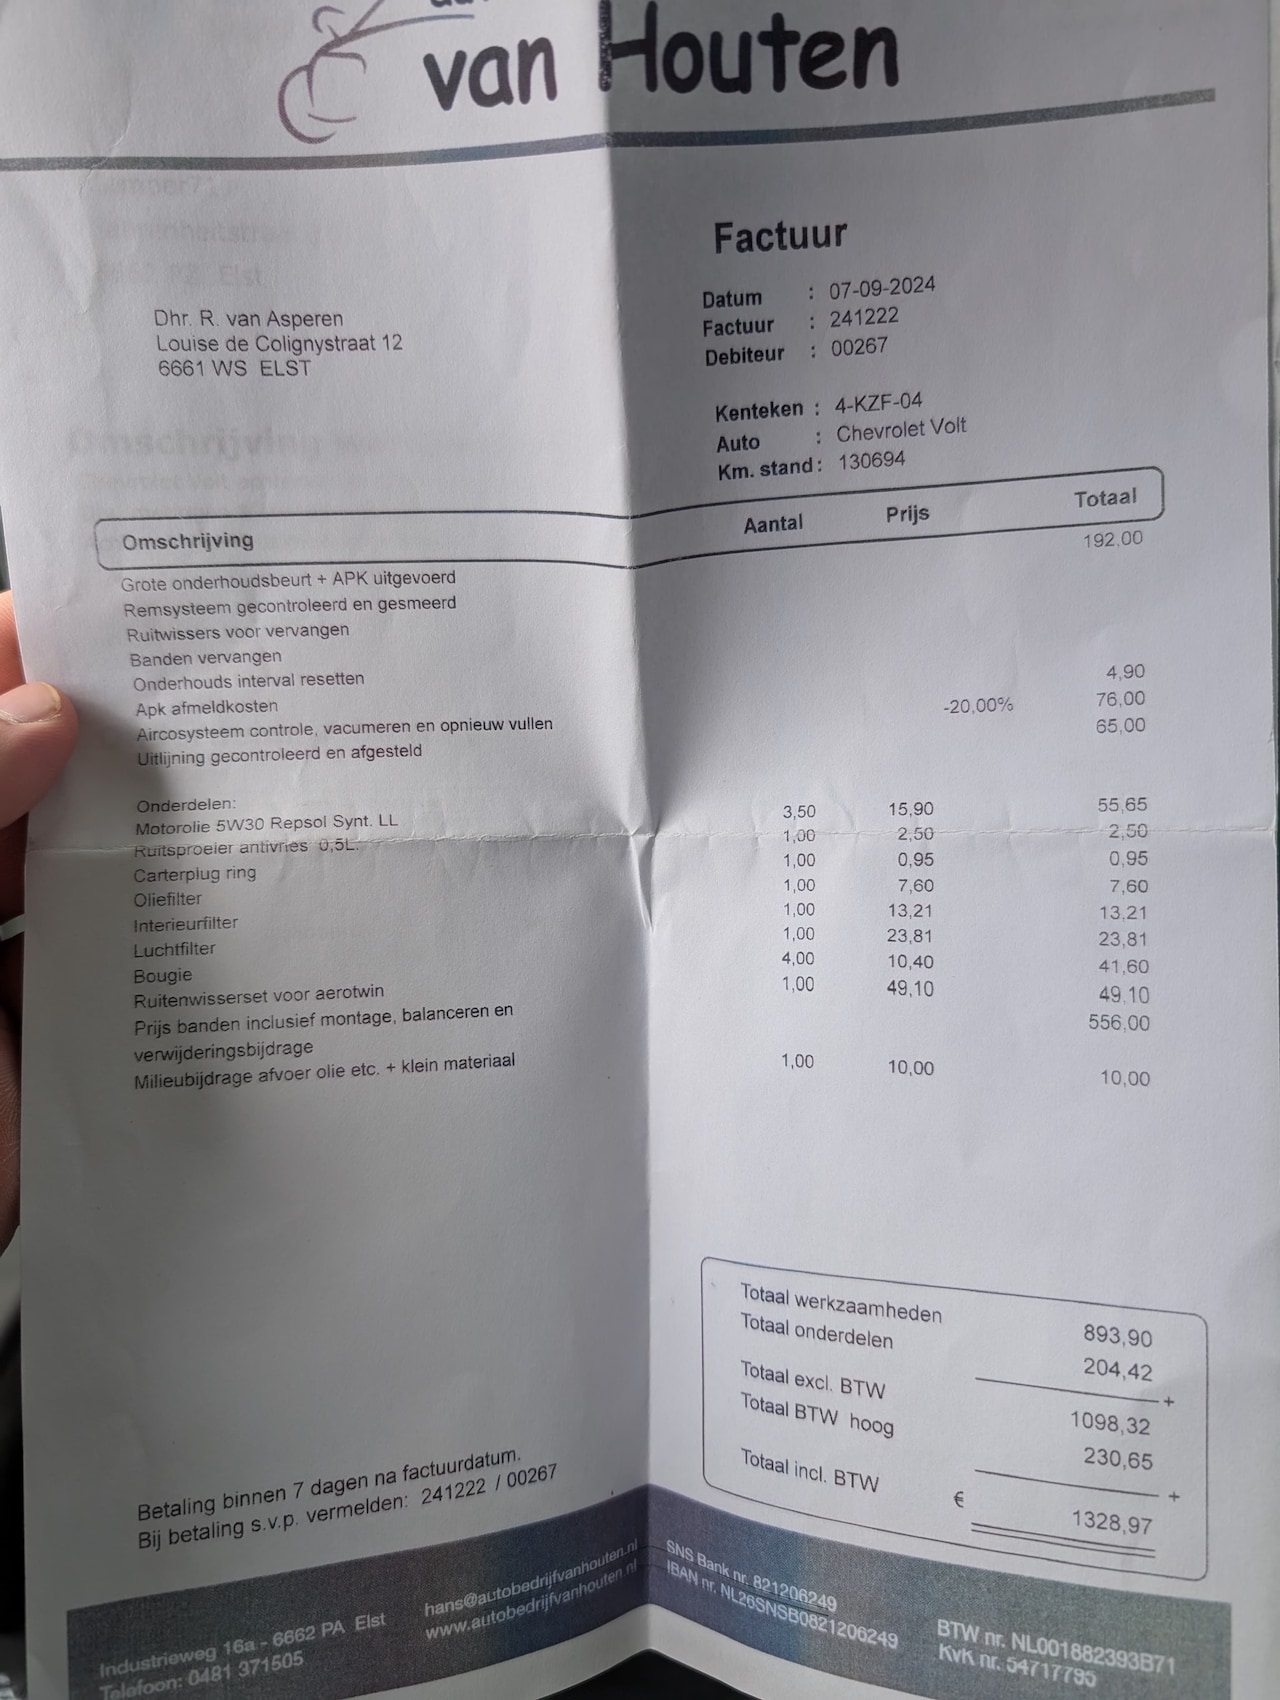 van Houten
Factuur
Datum : 07-09-2024
Factuur : 241222
Debiteur : 00267
Dhr. R. van Asperen
Louise de Colignystraat 12
6661 WS ELST
Kenteken : 4-KZF-04
Auto : Chevrolet Volt
Km. stand : 130694
Omschrijving Aantal Prijs Totaal
Grote onderhoudsbeurt + APK uitgevoerd 192,00
Remsysteem gecontroleerd en gesmeerd
Ruitwissers voor vervangen
Banden vervangen
Onderhouds interval resetten
Apk afmeldkosten 4,90
Aircosysteem controle, vacumeren en opnieuw vullen -20,00% 76,00
Uitlijning gecontroleerd en afgesteld 65,00
Onderdelen:
Motorolie 5W30 Repsol Synt. LL 3,50 15,90 55,65
Ruitsproeier antivries 0,5L. 1,00 2,50 2,50
Carterplug ring 1,00 0,95 0,95
Oliefilter 1,00 7,60 7,60
Interieurfilter 1,00 13,21 13,21
Luchtfilter 1,00 23,81 23,81
Bougie 4,00 10,40 41,60
Ruitenwisserset voor aerotwin 1,00 49,10 49,10
Prijs banden inclusief montage, balanceren en 556,00
verwijderingsbijdrage
Milieubijdrage afvoer olie etc. + klein materiaal 1,00 10,00 10,00
Totaal werkzaamheden 893,90
Totaal onderdelen 204,42
+
Totaal excl. BTW 1098,32
Totaal BTW hoog 230,65
+
Totaal incl. BTW € 1328,97
Betaling binnen 7 dagen na factuurdatum.
Bij betaling s.v.p. vermelden: 241222 / 00267
Industrieweg 16a - 6662 PA Elst
Telefoon: 0481 371505
hans@autobedrijfvanhouten.nl
www.autobedrijfvanhouten.nl
SNS Bank nr. 821206249
IBAN nr. NL26SNSB0821206249
BTW nr. NL001882393B71
KvK nr. 54717795